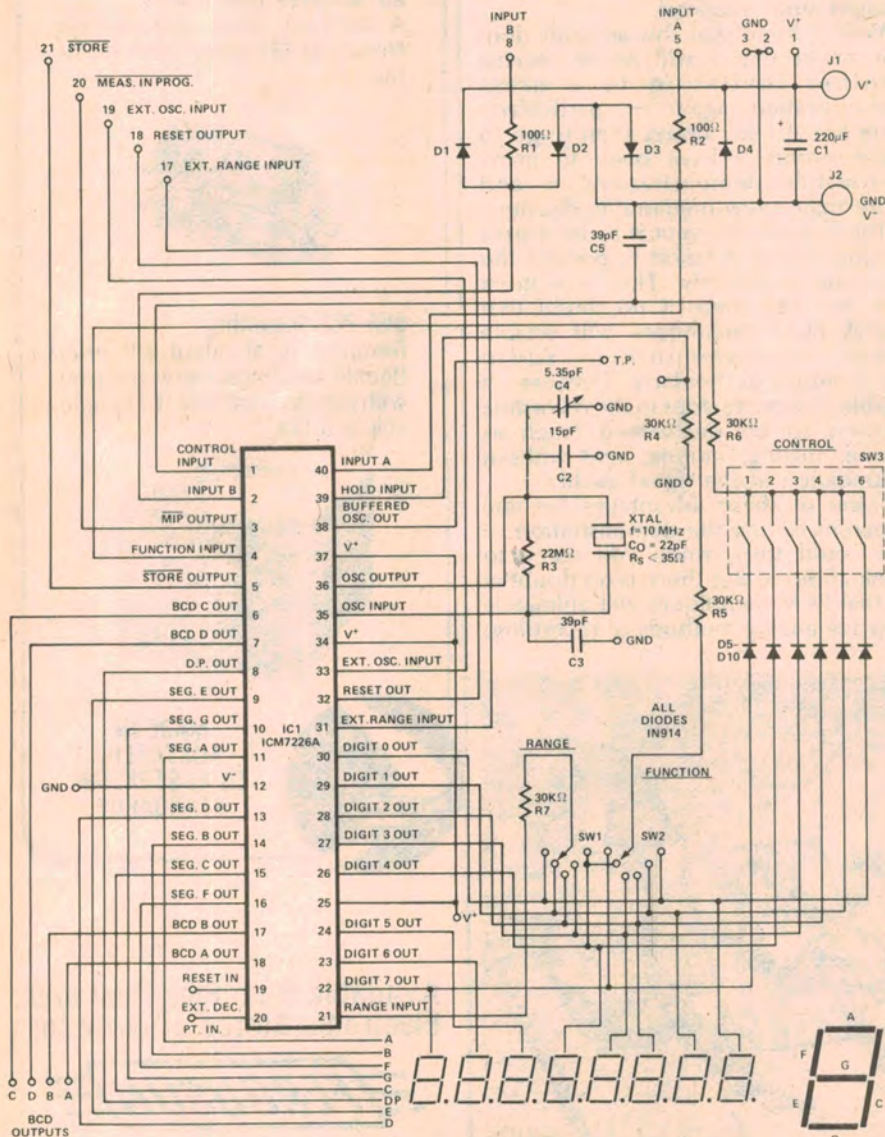 INPUT B 8
INPUT A 5
GND 3 2
V+ 1
21 STORE
20 MEAS. IN PROG.
19 EXT. OSC. INPUT
18 RESET OUTPUT
17 EXT. RANGE INPUT
J1
V+
D1
100Ω R1
D2
D3
100Ω R2
D4
+
220µF C1
−
J2
GND V−
39pF C5
T.P.
5.35pF C4
GND
15pF C2
GND
30KΩ R4
GND
30KΩ R6
CONTROL
SW3
1 2 3 4 5 6
XTAL
f=10 MHz
CO = 22pF
RS < 35Ω
22MΩ R3
39pF C3
GND
30KΩ R5
D5-
D10
ALL
DIODES
IN914
RANGE
FUNCTION
30KΩ R7
SW1
SW2
IC1
ICM7226A
CONTROL INPUT 1
INPUT B 2
MIP OUTPUT 3
FUNCTION INPUT 4
STORE OUTPUT 5
BCD C OUT 6
BCD D OUT 7
D.P. OUT 8
SEG. E OUT 9
SEG. G OUT 10
SEG. A OUT 11
GND V− 12
SEG. D OUT 13
SEG. B OUT 14
SEG. C OUT 15
SEG. F OUT 16
BCD B OUT 17
BCD A OUT 18
RESET IN 19
EXT. DEC. PT. IN. 20
40 INPUT A
39 HOLD INPUT
38 BUFFERED OSC. OUT
37 V+
36 OSC OUTPUT
35 OSC INPUT
34 V+
33 EXT. OSC. INPUT
32 RESET OUT
31 EXT.RANGE INPUT
30 DIGIT 0 OUT
29 DIGIT 1 OUT
28 DIGIT 2 OUT
27 DIGIT 3 OUT
26 DIGIT 4 OUT
25
V+
24 DIGIT 5 OUT
23 DIGIT 6 OUT
22 DIGIT 7 OUT
21 RANGE INPUT
A
B
F
G
C
DP
E
D
C D B A
BCD
OUTPUTS
8.8.8.8.8.8.8.8
A
F
G
E
C